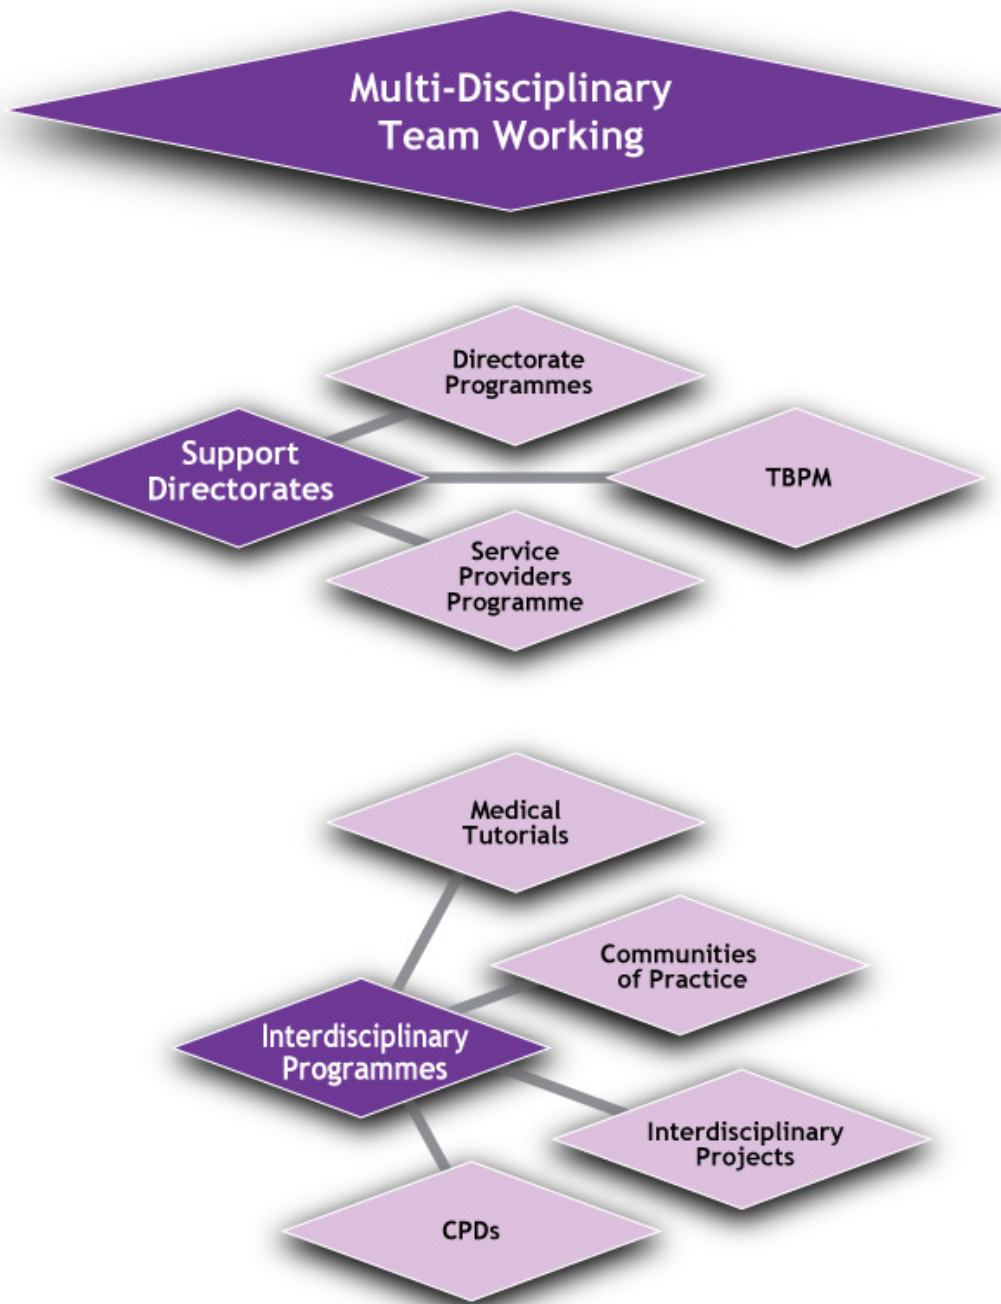 Multi-Disciplinary
Team Working
Directorate
Programmes
Support
Directorates
TBPM
Service
Providers
Programme
Medical
Tutorials
Communities
of Practice
Interdisciplinary
Programmes
Interdisciplinary
Projects
CPDs